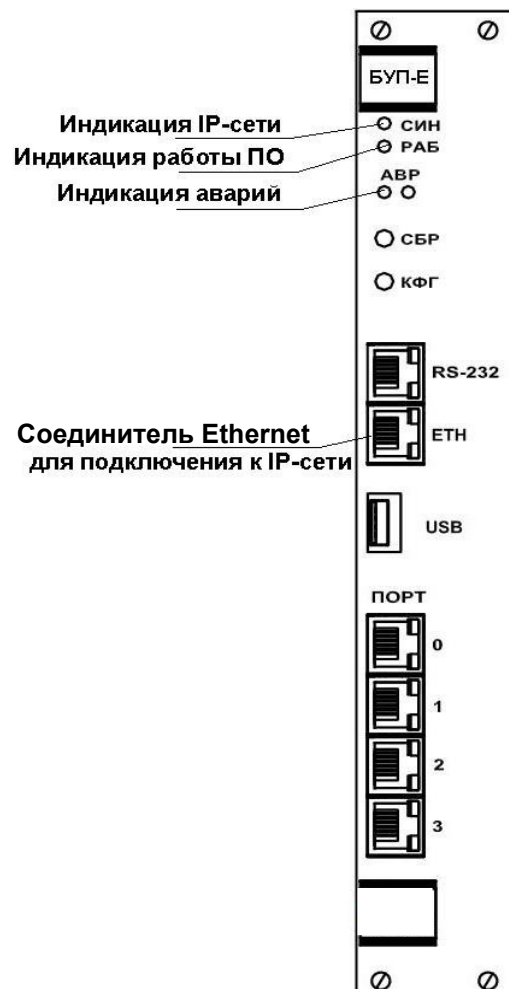 БУП-Е
Индикация IP-сети
СИН
Индикация работы ПО
РАБ
АВР
Индикация аварий
СБР
КФГ
RS-232
Соединитель Ethernet
для подключения к IP-сети
ETH
USB
ПОРТ
0
1
2
3